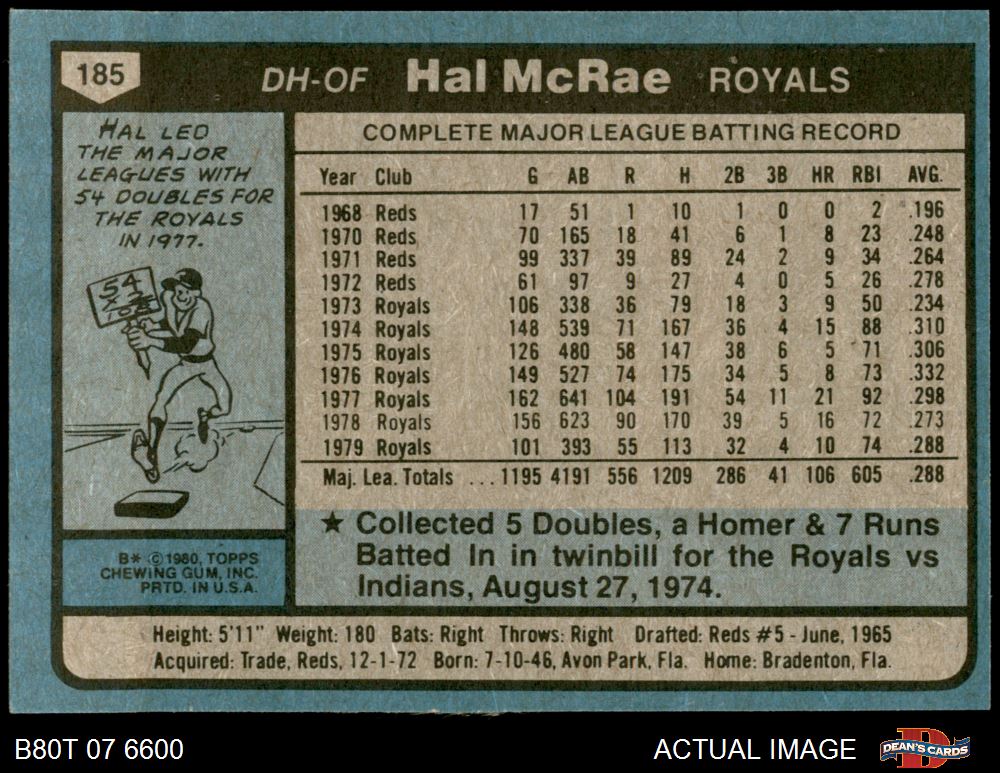 185
DH-OF Hal McRae ROYALS
HAL LED
THE MAJOR
LEAGUES WITH
54 DOUBLES FOR
THE ROYALS
IN 1977.
54
COMPLETE MAJOR LEAGUE BATTING RECORD
Year Club G AB R H 2B 3B HR RBI AVG.
1968 Reds 17 51 1 10 1 0 0 2 .196
1970 Reds 70 165 18 41 6 1 8 23 .248
1971 Reds 99 337 39 89 24 2 9 34 .264
1972 Reds 61 97 9 27 4 0 5 26 .278
1973 Royals 106 338 36 79 18 3 9 50 .234
1974 Royals 148 539 71 167 36 4 15 88 .310
1975 Royals 126 480 58 147 38 6 5 71 .306
1976 Royals 149 527 74 175 34 5 8 73 .332
1977 Royals 162 641 104 191 54 11 21 92 .298
1978 Royals 156 623 90 170 39 5 16 72 .273
1979 Royals 101 393 55 113 32 4 10 74 .288
Maj. Lea. Totals ... 1195 4191 556 1209 286 41 106 605 .288
★ Collected 5 Doubles, a Homer & 7 Runs
Batted In in twinbill for the Royals vs
Indians, August 27, 1974.
B* © 1980, TOPPS
CHEWING GUM, INC.
PRTD. IN U.S.A.
Height: 5'11" Weight: 180 Bats: Right Throws: Right Drafted: Reds #5 - June, 1965
Acquired: Trade, Reds, 12-1-72 Born: 7-10-46, Avon Park, Fla. Home: Bradenton, Fla.
B80T 07 6600
ACTUAL IMAGE
DEAN'S CARDS